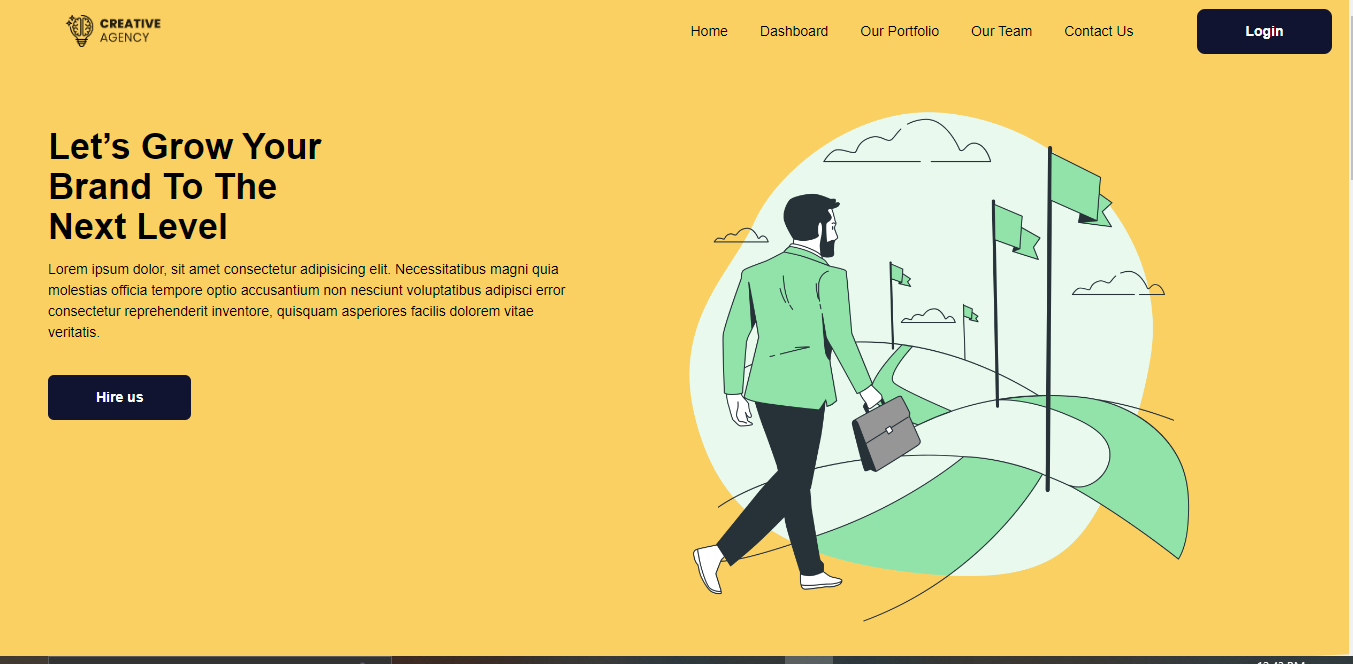 CREATIVE
AGENCY
Home Dashboard Our Portfolio Our Team Contact Us Login
Let’s Grow Your
Brand To The
Next Level
Lorem ipsum dolor, sit amet consectetur adipisicing elit. Necessitatibus magni quia
molestias officia tempore optio accusantium non nesciunt voluptatibus adipisci error
consectetur reprehenderit inventore, quisquam asperiores facilis dolorem vitae
veritatis.
Hire us